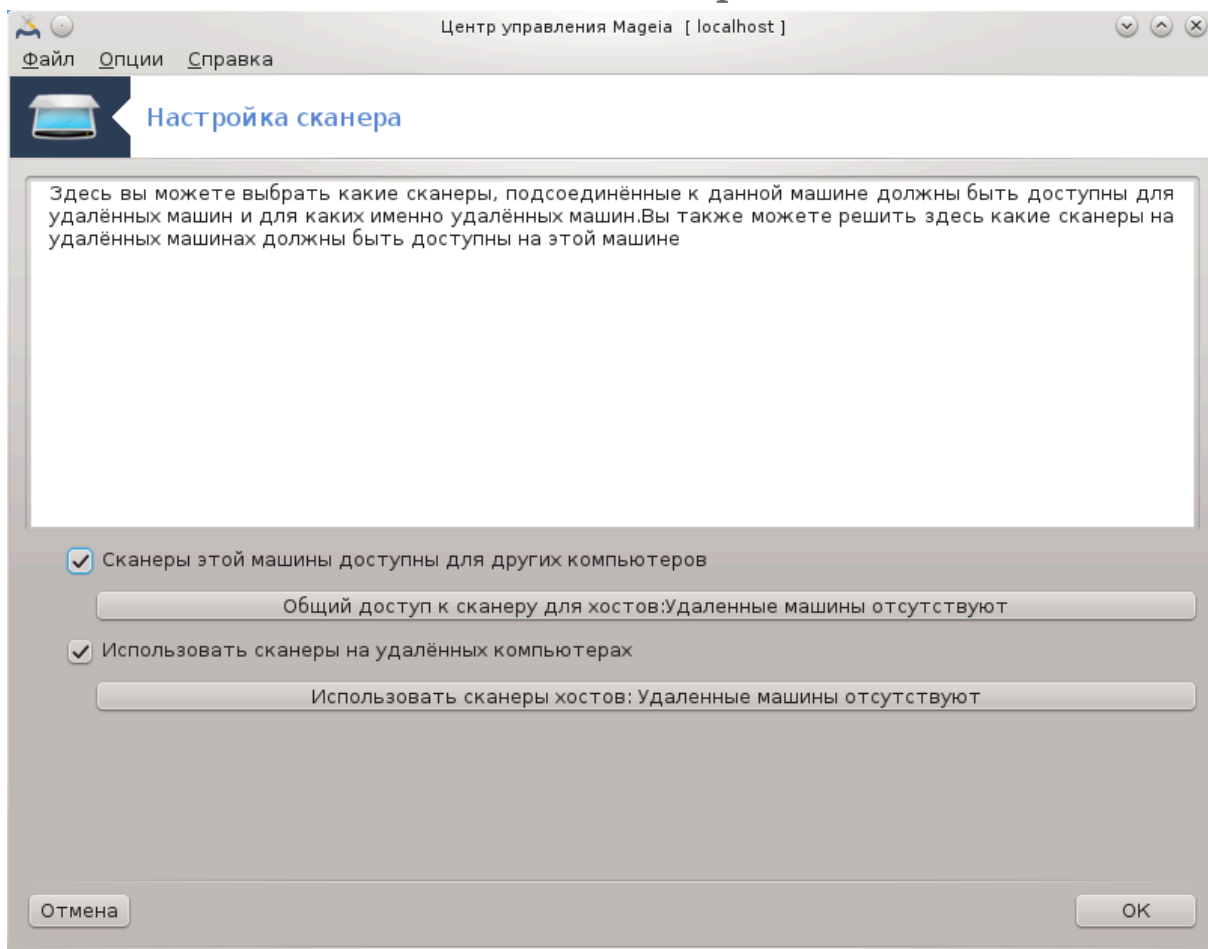 Центр управления Mageia [ localhost ]
Файл Опции Справка
Настройка сканера
Здесь вы можете выбрать какие сканеры, подсоединённые к данной машине должны быть доступны для
удалённых машин и для каких именно удалённых машин.Вы также можете решить здесь какие сканеры на
удалённых машинах должны быть доступны на этой машине
Сканеры этой машины доступны для других компьютеров
Общий доступ к сканеру для хостов:Удаленные машины отсутствуют
Использовать сканеры на удалённых компьютерах
Использовать сканеры хостов: Удаленные машины отсутствуют
Отмена
OK